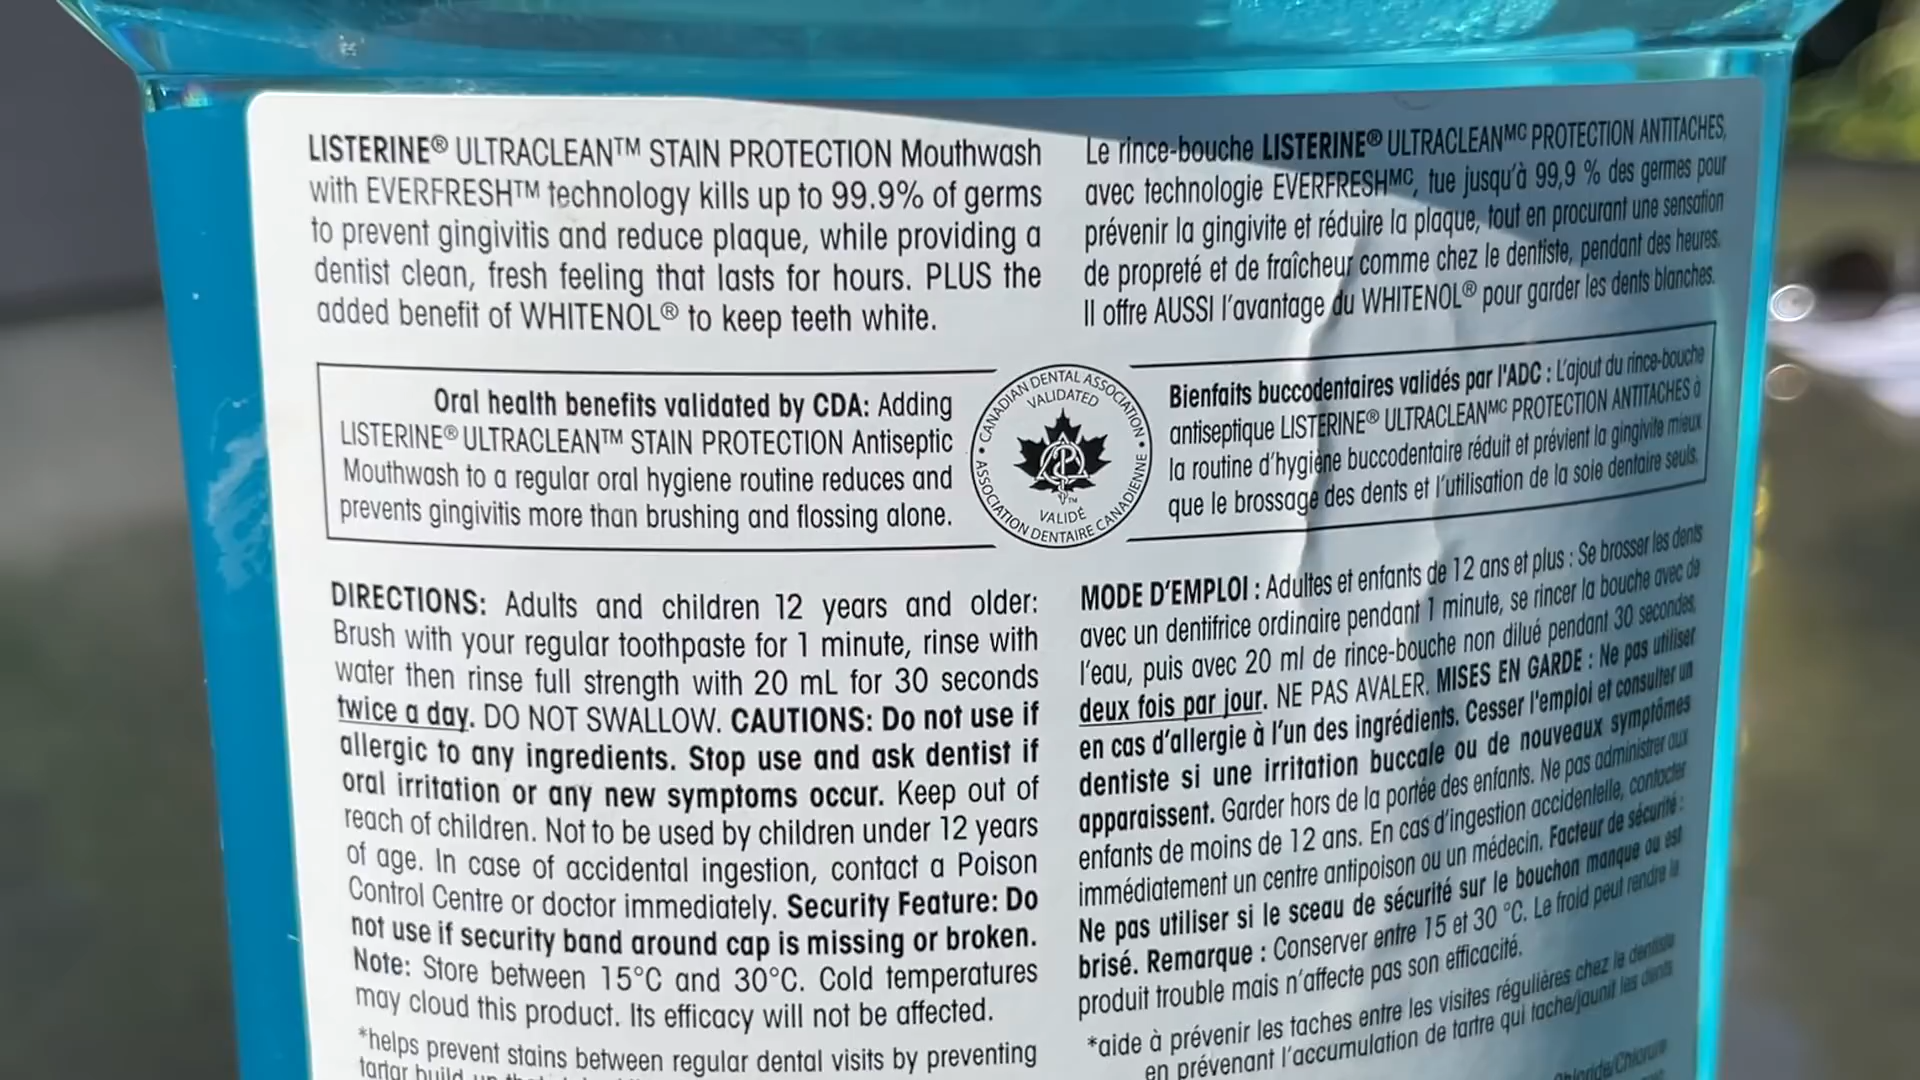 LISTERINE® ULTRACLEAN™ STAIN PROTECTION Mouthwash
with EVERFRESH™ technology kills up to 99.9% of germs
to prevent gingivitis and reduce plaque, while providing a
dentist clean, fresh feeling that lasts for hours. PLUS the
added benefit of WHITENOL® to keep teeth white.
Le rince-bouche LISTERINE® ULTRACLEANMC PROTECTION ANTITACHES,
avec technologie EVERFRESHMC, tue jusqu'à 99,9 % des germes pour
prévenir la gingivite et réduire la plaque, tout en procurant une sensation
de propreté et de fraîcheur comme chez le dentiste, pendant des heures.
Il offre AUSSI l'avantage du WHITENOL® pour garder les dents blanches.
Oral health benefits validated by CDA: Adding
LISTERINE® ULTRACLEAN™ STAIN PROTECTION Antiseptic
Mouthwash to a regular oral hygiene routine reduces and
prevents gingivitis more than brushing and flossing alone.
• CANADIAN DENTAL ASSOCIATION •
VALIDATED
TM
VALIDÉ
ASSOCIATION DENTAIRE CANADIENNE
Bienfaits buccodentaires validés par l'ADC : L'ajout du rince-bouche
antiseptique LISTERINE® ULTRACLEANMC PROTECTION ANTITACHES à
la routine d'hygiène buccodentaire réduit et prévient la gingivite mieux
que le brossage des dents et l'utilisation de la soie dentaire seuls.
DIRECTIONS: Adults and children 12 years and older:
Brush with your regular toothpaste for 1 minute, rinse with
water then rinse full strength with 20 mL for 30 seconds
twice a day. DO NOT SWALLOW. CAUTIONS: Do not use if
allergic to any ingredients. Stop use and ask dentist if
oral irritation or any new symptoms occur. Keep out of
reach of children. Not to be used by children under 12 years
of age. In case of accidental ingestion, contact a Poison
Control Centre or doctor immediately. Security Feature: Do
not use if security band around cap is missing or broken.
Note: Store between 15°C and 30°C. Cold temperatures
may cloud this product. Its efficacy will not be affected.
*helps prevent stains between regular dental visits by preventing
tartar build
MODE D'EMPLOI : Adultes et enfants de 12 ans et plus : Se brosser les dents
avec un dentifrice ordinaire pendant 1 minute, se rincer la bouche avec de
l'eau, puis avec 20 ml de rince-bouche non dilué pendant 30 secondes,
deux fois par jour. NE PAS AVALER. MISES EN GARDE : Ne pas utiliser
en cas d'allergie à l'un des ingrédients. Cesser l'emploi et consulter un
dentiste si une irritation buccale ou de nouveaux symptômes
apparaissent. Garder hors de la portée des enfants. Ne pas administrer aux
enfants de moins de 12 ans. En cas d'ingestion accidentelle, contacter
immédiatement un centre antipoison ou un médecin. Facteur de sécurité :
Ne pas utiliser si le sceau de sécurité sur le bouchon manque ou est
brisé. Remarque : Conserver entre 15 et 30 °C. Le froid peut rendre le
produit trouble mais n'affecte pas son efficacité.
*aide à prévenir les taches entre les visites régulières chez le dentiste
en prévenant l'accumulation de tartre qui tache/jaunit les dents
Chloride/Chlorure